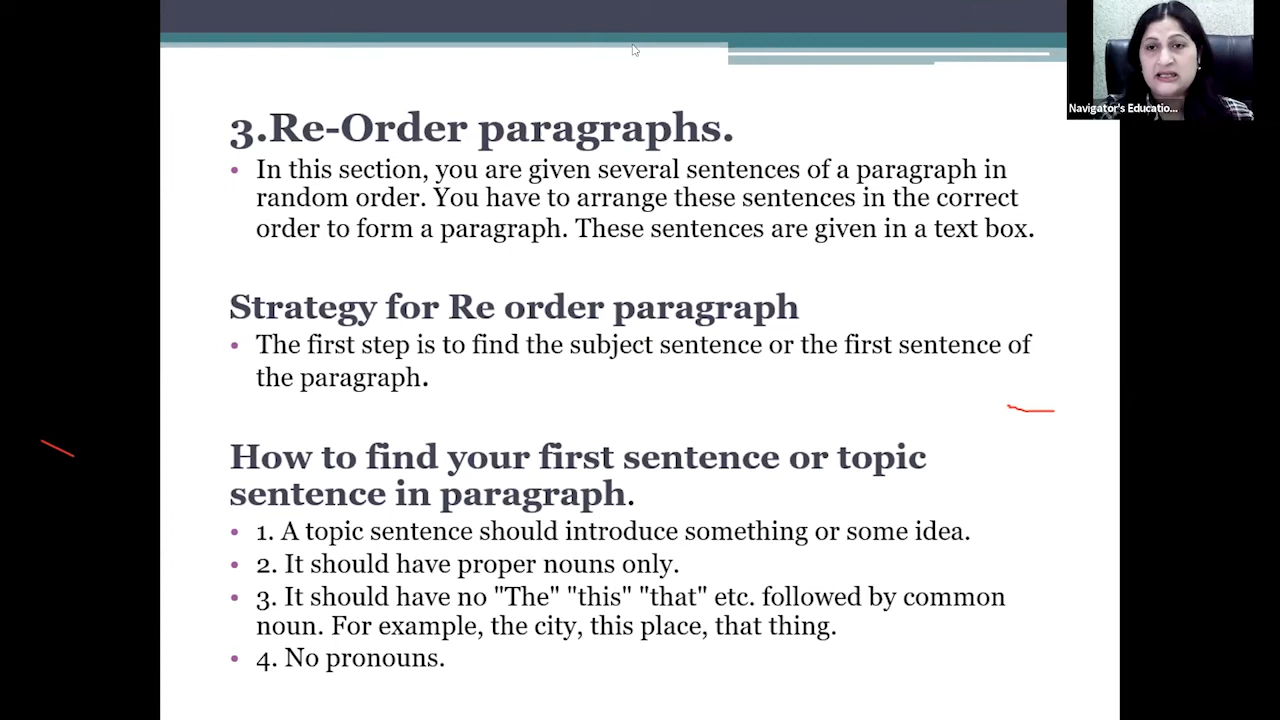 3.Re-Order paragraphs.
• In this section, you are given several sentences of a paragraph in
random order. You have to arrange these sentences in the correct
order to form a paragraph. These sentences are given in a text box.
Strategy for Re order paragraph
• The first step is to find the subject sentence or the first sentence of
the paragraph.
How to find your first sentence or topic
sentence in paragraph.
• 1. A topic sentence should introduce something or some idea.
• 2. It should have proper nouns only.
• 3. It should have no "The" "this" "that" etc. followed by common
noun. For example, the city, this place, that thing.
• 4. No pronouns.
Navigator's Educatio...